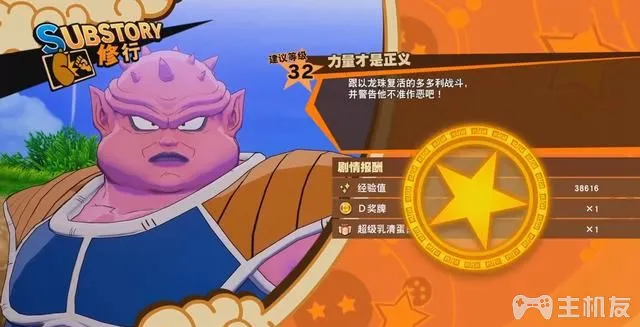 SUBSTORY
修行
建议等级
32
力量才是正义
跟以龙珠复活的多多利战斗，
并警告他不准作恶吧！
剧情报酬
经验值 38616
D奖牌 ×1
超级乳清蛋 ×1
主机友